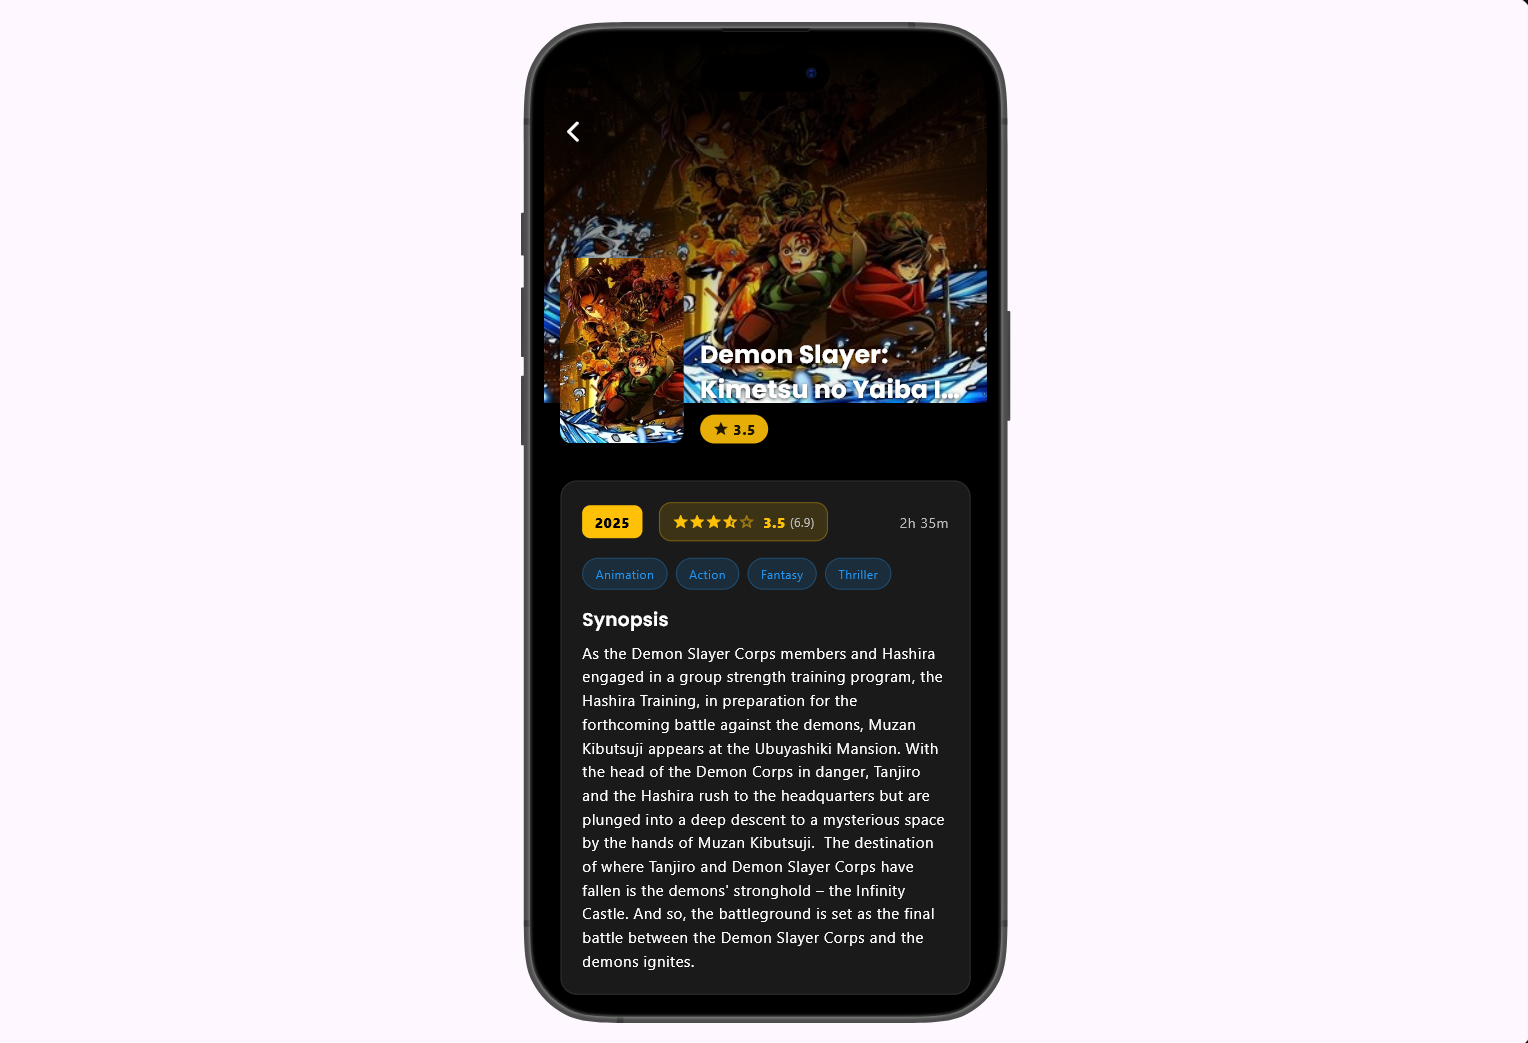 Demon Slayer:
Kimetsu no Yaiba I...
★ 3.5
2025
3.5 (6.9)
2h 35m
Animation
Action
Fantasy
Thriller
Synopsis
As the Demon Slayer Corps members and Hashira
engaged in a group strength training program, the
Hashira Training, in preparation for the
forthcoming battle against the demons, Muzan
Kibutsuji appears at the Ubuyashiki Mansion. With
the head of the Demon Corps in danger, Tanjiro
and the Hashira rush to the headquarters but are
plunged into a deep descent to a mysterious space
by the hands of Muzan Kibutsuji.  The destination
of where Tanjiro and Demon Slayer Corps have
fallen is the demons' stronghold – the Infinity
Castle. And so, the battleground is set as the final
battle between the Demon Slayer Corps and the
demons ignites.